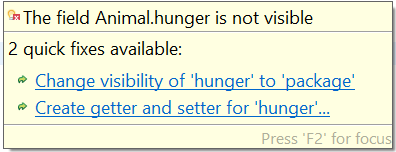 The field Animal.hunger is not visible
2 quick fixes available:
Change visibility of 'hunger' to 'package'
Create getter and setter for 'hunger'...
Press 'F2' for focus